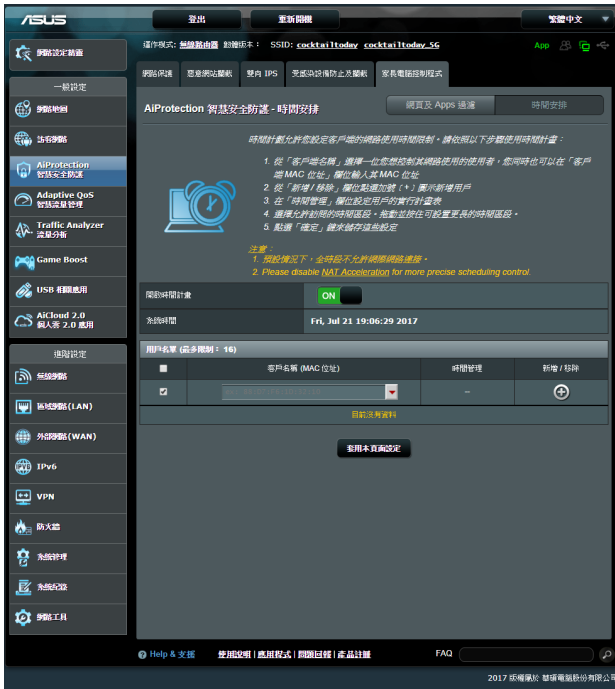 ASUS
登出
重新開機
繁體中文
運作模式: 無線路由器 韌體版本: SSID: cocktailtoday cocktailtoday_5G
App
網路設定精靈
一般設定
網路地圖
訪客網路
AiProtection
智慧安全防護
Adaptive QoS
智慧流量管理
Traffic Analyzer
流量分析
Game Boost
USB 相關應用
AiCloud 2.0
個人雲 2.0 應用
進階設定
無線網路
區域網路(LAN)
外部網路(WAN)
IPv6
VPN
防火牆
系統管理
系統紀錄
網路工具
網路保護
惡意網站關載
雙向 IPS
受感染設備防止及關載
家長電腦控制程式
AiProtection 智慧安全防護 - 時間安排
網頁及 Apps 過濾
時間安排
時間計劃允許您設定客戶端的網路使用時間限制。請依照以下步驟使用時間計畫：
1. 從「客戶端名稱」選擇一位您想控制其網路使用的使用者，您同時也可以在「客戶
端 MAC 位址」欄位輸入其 MAC 位址
2. 從「新增 / 移除」欄位點選加號〔+〕圖示新增用戶
3. 在「時間管理」欄位設定用戶的實行計畫表
4. 選擇允許訪問的時間區段。拖動並按住可設置更長的時間區段。
5. 點選「確定」鍵來儲存這些設定
注意：
1. 預設情況下，全時段不允許網際網路連接。
2. Please disable NAT Acceleration for more precise scheduling control.
開啟時間計畫
ON
系統時間
Fri, Jul 21 19:06:29 2017
用戶名單 (最多限制: 16)
客戶名稱 (MAC 位址)
時間管理
新增 / 移除
–
目前沒有資料
套用本頁面設定
Help & 支援
使用說明 | 應用程式 | 問題回報 | 產品註冊
FAQ
2017 版權屬於 華碩電腦股份有限公